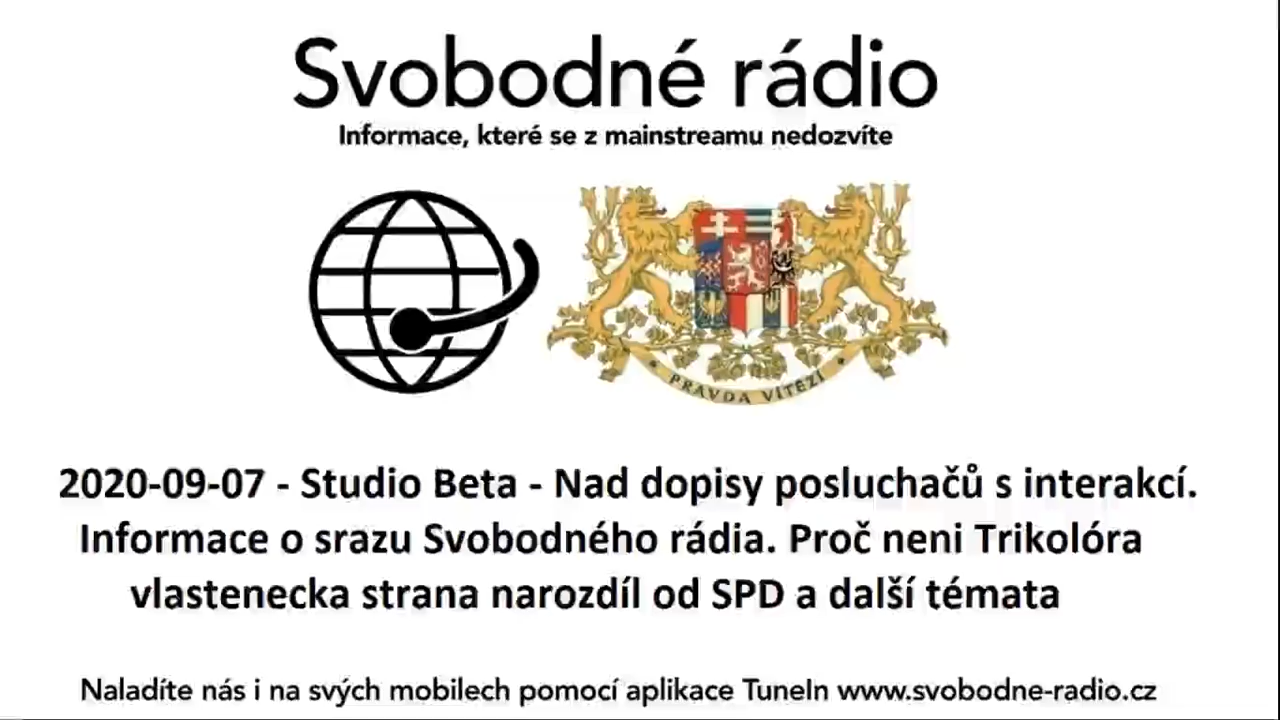 Svobodné rádio
Informace, které se z mainstreamu nedozvíte
PRAVDA VÍTĚZÍ
2020-09-07 - Studio Beta - Nad dopisy posluchačů s interakcí.
Informace o srazu Svobodného rádia. Proč neni Trikolóra
vlastenecka strana narozdíl od SPD a další témata
Naladíte nás i na svých mobilech pomocí aplikace TuneIn www.svobodne-radio.cz